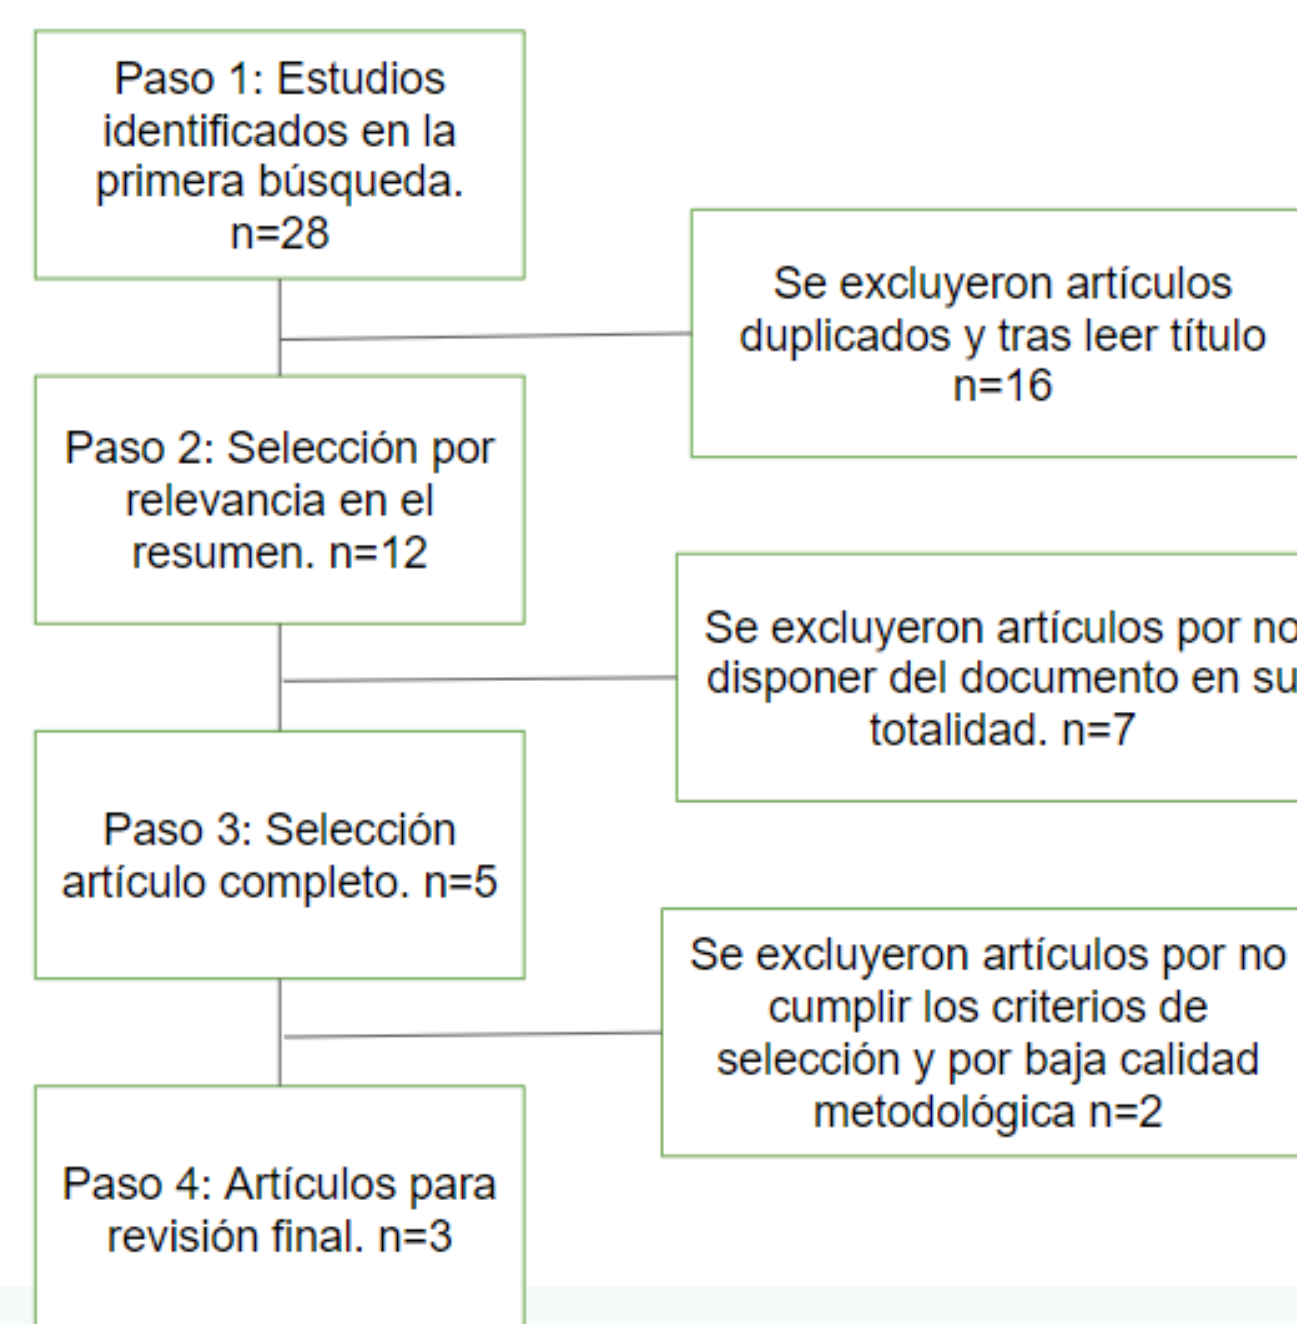 Paso 1: Estudios
identificados en la
primera búsqueda.
n=28
Se excluyeron artículos
duplicados y tras leer título
n=16
Paso 2: Selección por
relevancia en el
resumen. n=12
Se excluyeron artículos por no
disponer del documento en su
totalidad. n=7
Paso 3: Selección
artículo completo. n=5
Se excluyeron artículos por no
cumplir los criterios de
selección y por baja calidad
metodológica n=2
Paso 4: Artículos para
revisión final. n=3